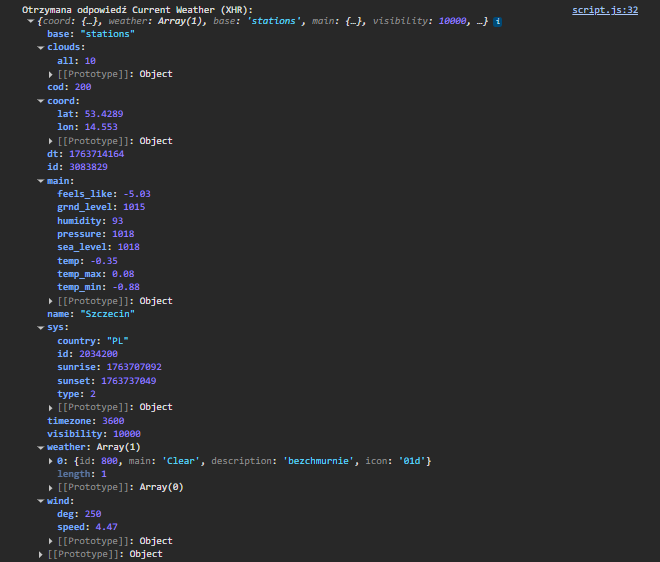 Otrzymana odpowiedź Current Weather (XHR): script.js:32
{coord: {…}, weather: Array(1), base: 'stations', main: {…}, visibility: 10000, …} i
base: "stations"
clouds:
all: 10
[[Prototype]]: Object
cod: 200
coord:
lat: 53.4289
lon: 14.553
[[Prototype]]: Object
dt: 1763714164
id: 3083829
main:
feels_like: -5.03
grnd_level: 1015
humidity: 93
pressure: 1018
sea_level: 1018
temp: -0.35
temp_max: 0.08
temp_min: -0.88
[[Prototype]]: Object
name: "Szczecin"
sys:
country: "PL"
id: 2034200
sunrise: 1763707092
sunset: 1763737049
type: 2
[[Prototype]]: Object
timezone: 3600
visibility: 10000
weather: Array(1)
0: {id: 800, main: 'Clear', description: 'bezchmurnie', icon: '01d'}
length: 1
[[Prototype]]: Array(0)
wind:
deg: 250
speed: 4.47
[[Prototype]]: Object
[[Prototype]]: Object